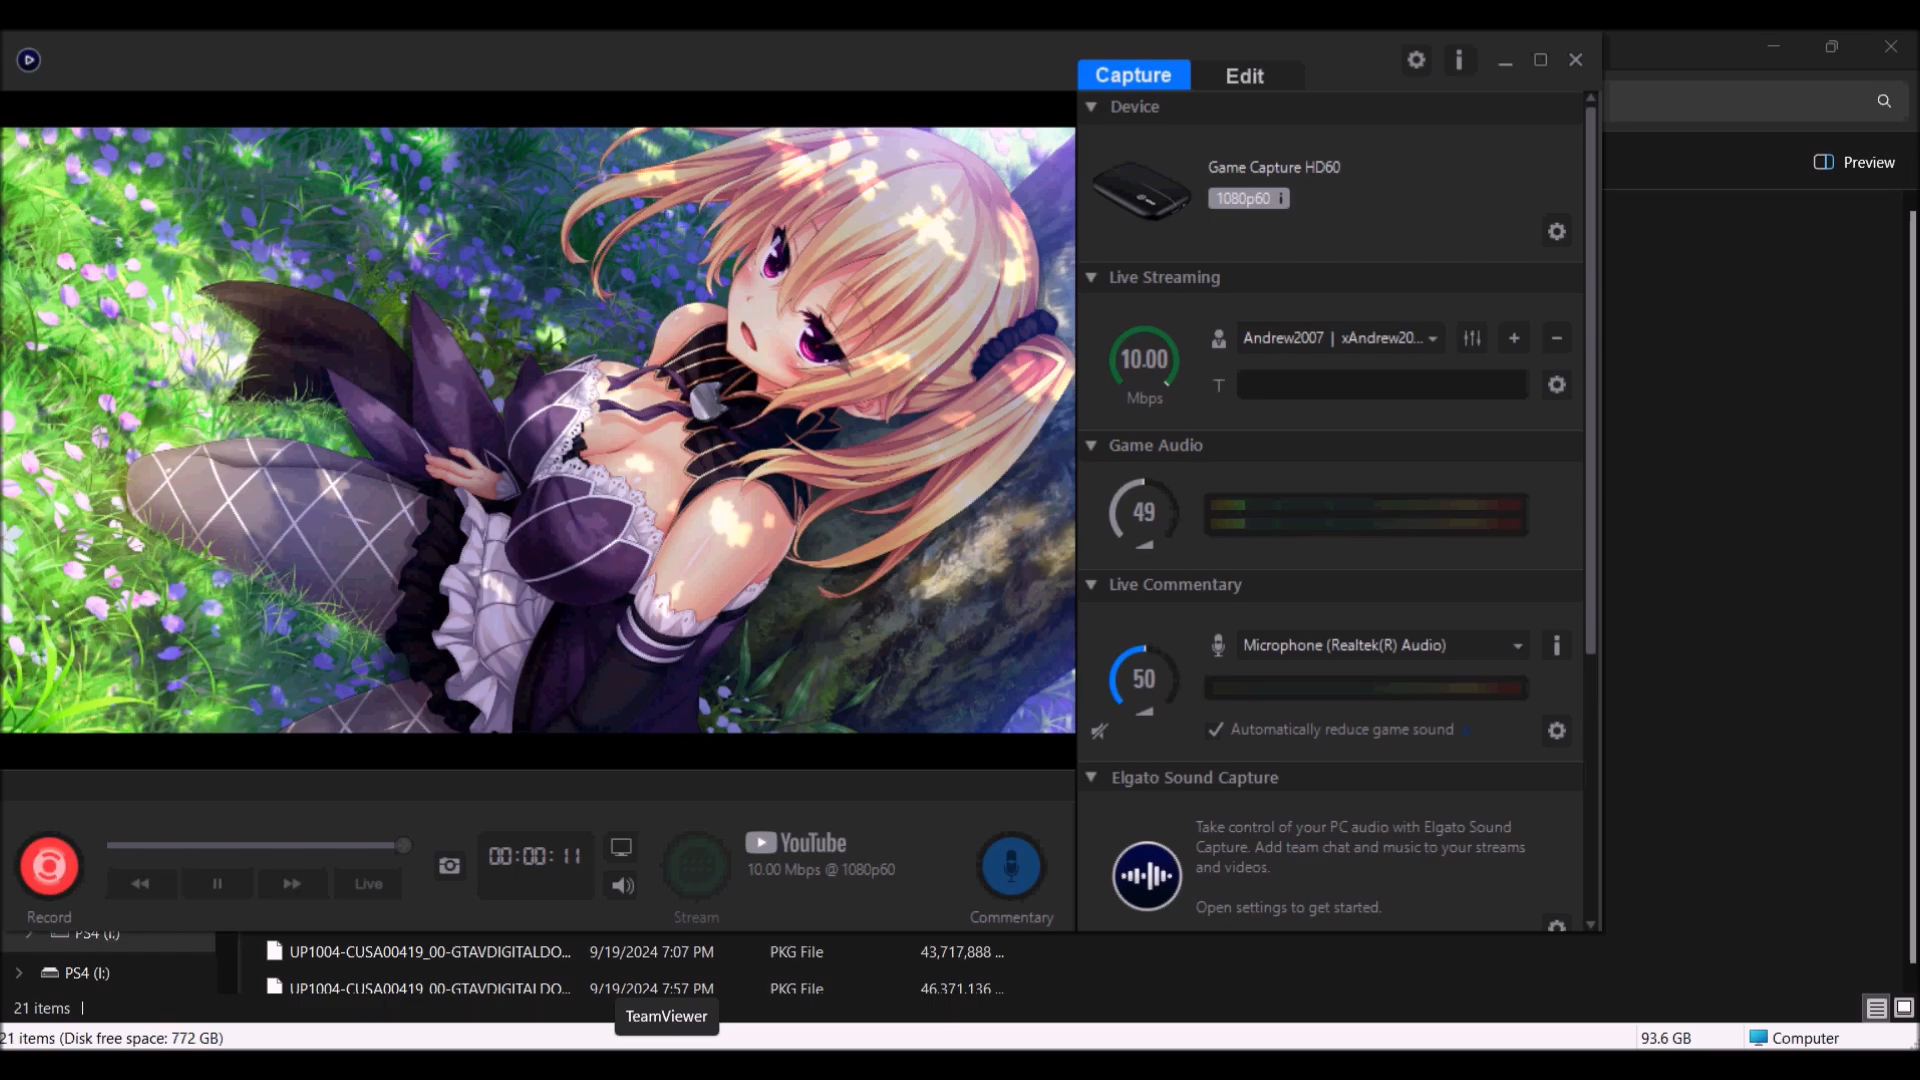 Capture
Edit
Device
Game Capture HD60
1080p60 i
Preview
Live Streaming
10.00
Mbps
Andrew2007 | xAndrew20...
T
Game Audio
49
Live Commentary
50
Microphone (Realtek(R) Audio)
Automatically reduce game sound
Elgato Sound Capture
Take control of your PC audio with Elgato Sound
Capture. Add team chat and music to your streams
and videos.
Open settings to get started.
00:00:11
YouTube
10.00 Mbps @ 1080p60
Live
Record
Stream
Commentary
PS4 (I:)
UP1004-CUSA00419_00-GTAVDIGITALDO... 9/19/2024 7:07 PM PKG File 43,717,888 ...
PS4 (I:)
UP1004-CUSA00419_00-GTAVDIGITALDO... 9/19/2024 7:57 PM PKG File 46,371,136 ...
21 items
TeamViewer
21 items (Disk free space: 772 GB)
93.6 GB
Computer